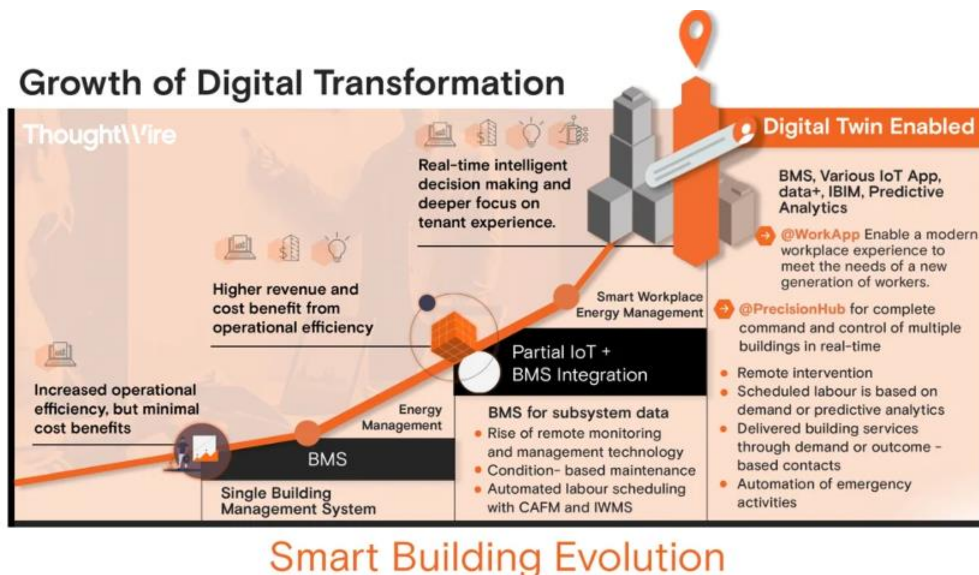 Growth of Digital Transformation
ThoughtWire
Increased operational
efficiency, but minimal
cost benefits
Higher revenue and
cost benefit from
operational efficiency
Real-time intelligent
decision making and
deeper focus on
tenant experience.
Energy
Management
BMS
Single Building
Management System
Smart Workplace
Energy Management
Partial IoT +
BMS Integration
BMS for subsystem data
Rise of remote monitoring
and management technology
Condition- based maintenance
Automated labour scheduling
with CAFM and IWMS
Digital Twin Enabled
BMS, Various IoT App,
data+, IBIM, Predictive
Analytics
@WorkApp Enable a modern
workplace experience to
meet the needs of a new
generation of workers.
@PrecisionHub for complete
command and control of multiple
buildings in real-time
Remote intervention
Scheduled labour is based on
demand or predictive analytics
Delivered building services
through demand or outcome -
based contacts
Automation of emergency
activities
Smart Building Evolution